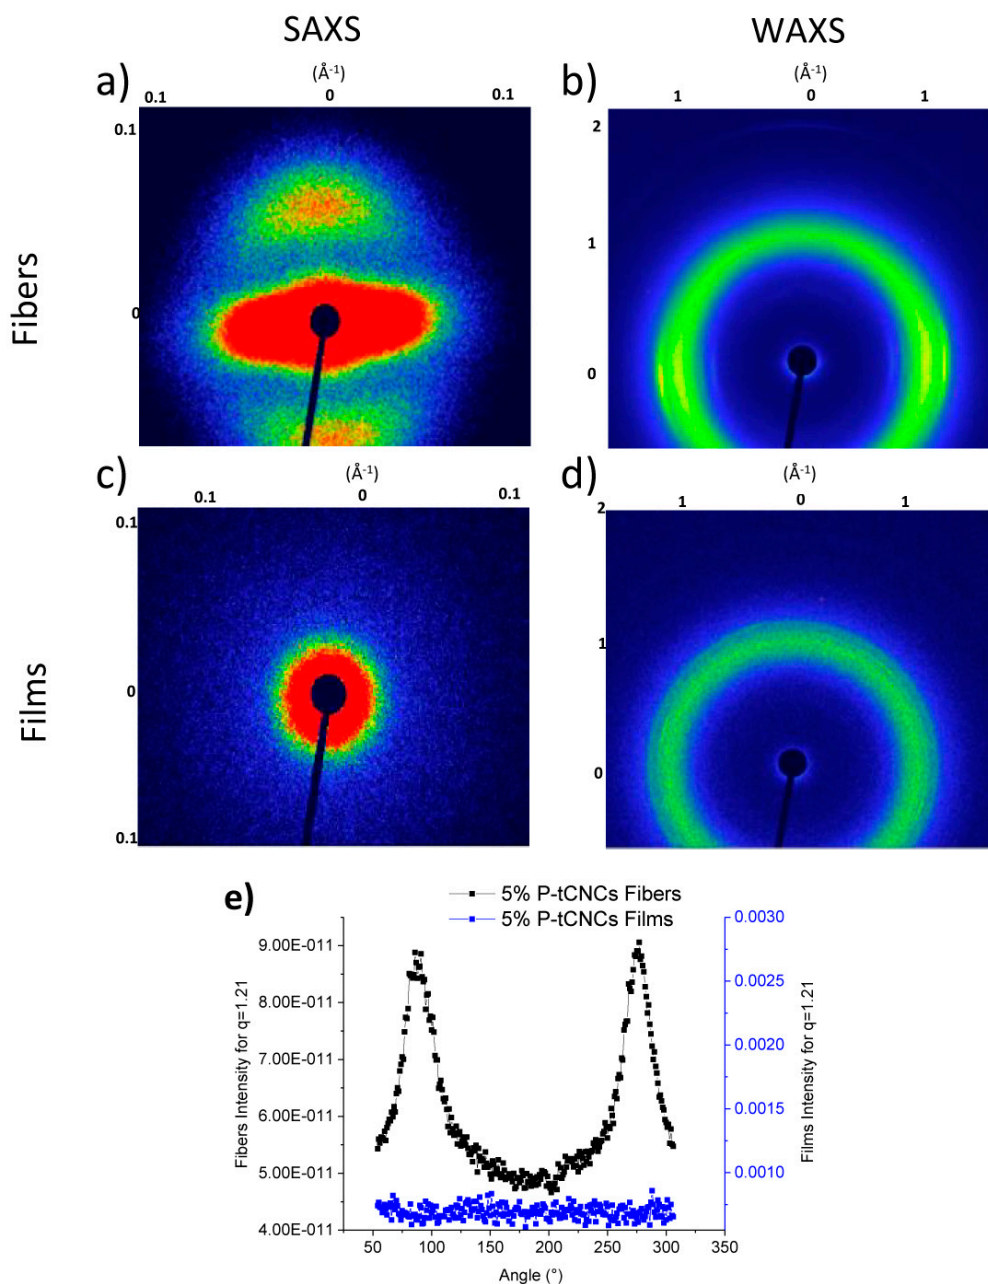 SAXS
WAXS
a)
(Å⁻¹)
0.1 0 0.1
0.1
0
b)
(Å⁻¹)
1 0 1
2
1
0
Fibers
c)
(Å⁻¹)
0.1 0 0.1
0.1
0
0.1
d)
(Å⁻¹)
1 0 1
2
1
0
Films
e)
5% P-tCNCs Fibers
5% P-tCNCs Films
Fibers Intensity for q=1.21
9.00E-011
8.00E-011
7.00E-011
6.00E-011
5.00E-011
4.00E-011
0.0030
0.0025
0.0020
0.0015
0.0010
Films Intensity for q=1.21
50 100 150 200 250 300 350
Angle (°)